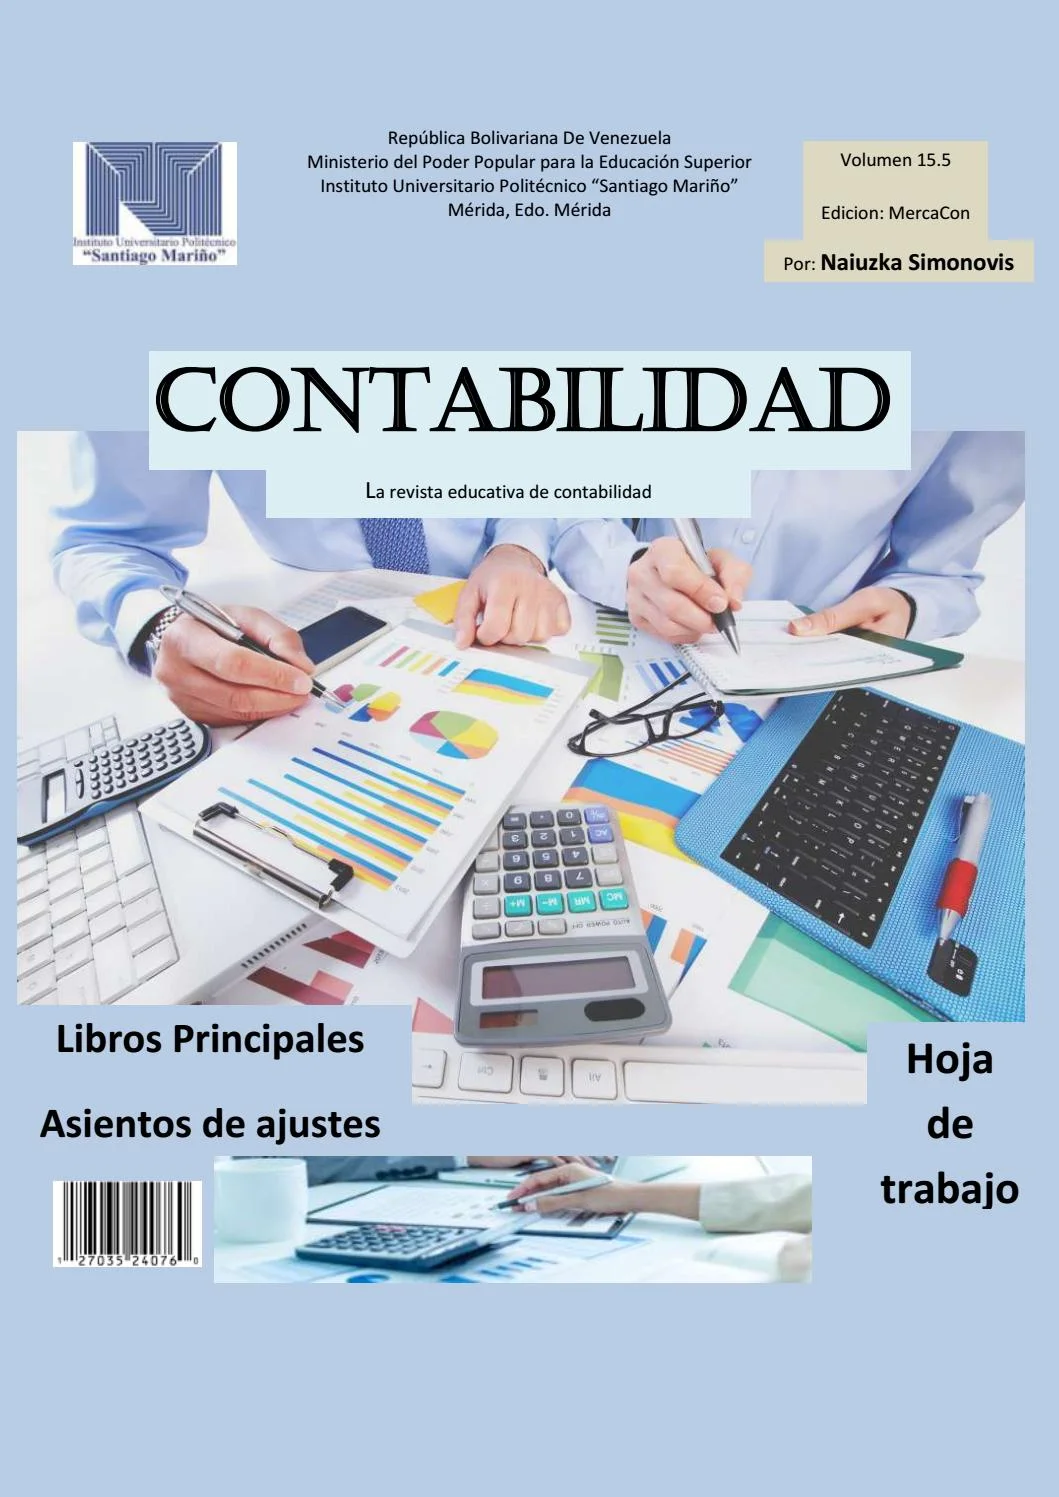 República Bolivariana De Venezuela
Ministerio del Poder Popular para la Educación Superior
Instituto Universitario Politécnico “Santiago Mariño”
Mérida, Edo. Mérida
Instituto Universitario Politécnico
“Santiago Mariño”
Volumen 15.5
Edicion: MercaCon
Por: Naiuzka Simonovis
CONTABILIDAD
La revista educativa de contabilidad
Libros Principales
Asientos de ajustes
Hoja
de
trabajo
1 27035 24076 0